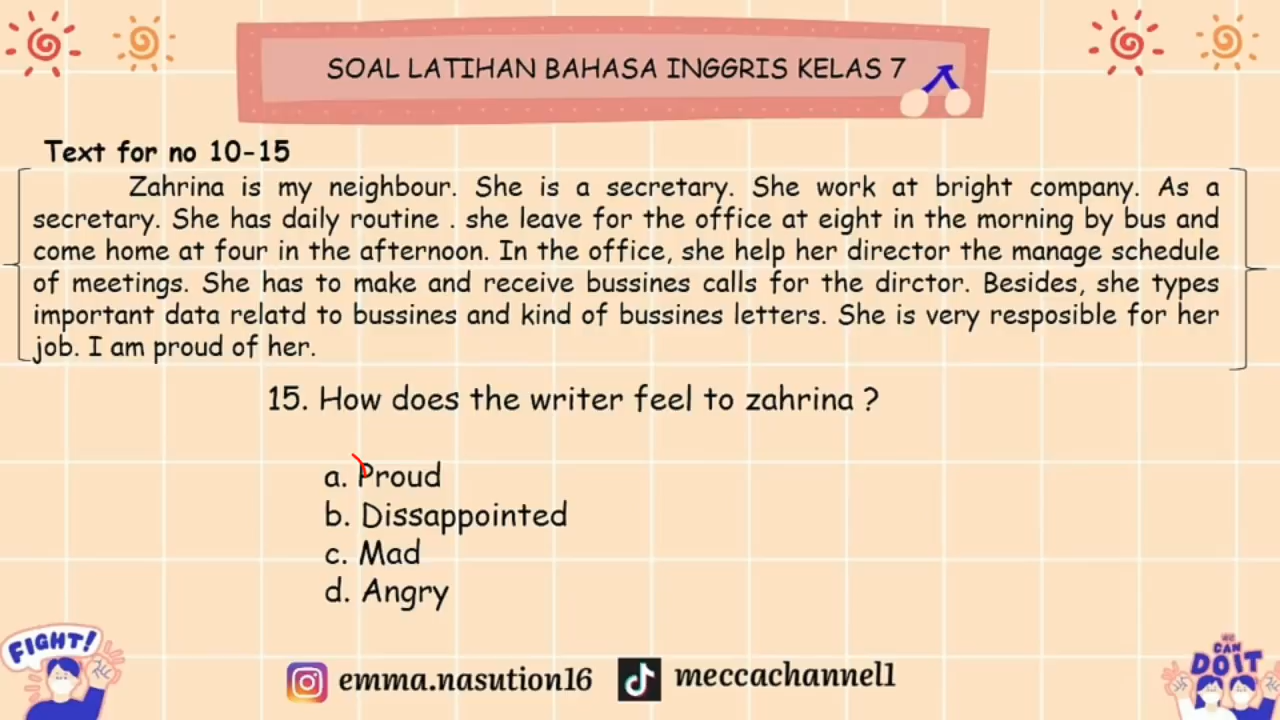 SOAL LATIHAN BAHASA INGGRIS KELAS 7
Text for no 10-15
Zahrina is my neighbour. She is a secretary. She work at bright company. As a
secretary. She has daily routine . she leave for the office at eight in the morning by bus and
come home at four in the afternoon. In the office, she help her director the manage schedule
of meetings. She has to make and receive bussines calls for the dirctor. Besides, she types
important data relatd to bussines and kind of bussines letters. She is very resposible for her
job. I am proud of her.
15. How does the writer feel to zahrina ?
a. Proud
b. Dissappointed
c. Mad
d. Angry
FIGHT!
WE
CAN
DO IT
emma.nasution16
meccachannel1